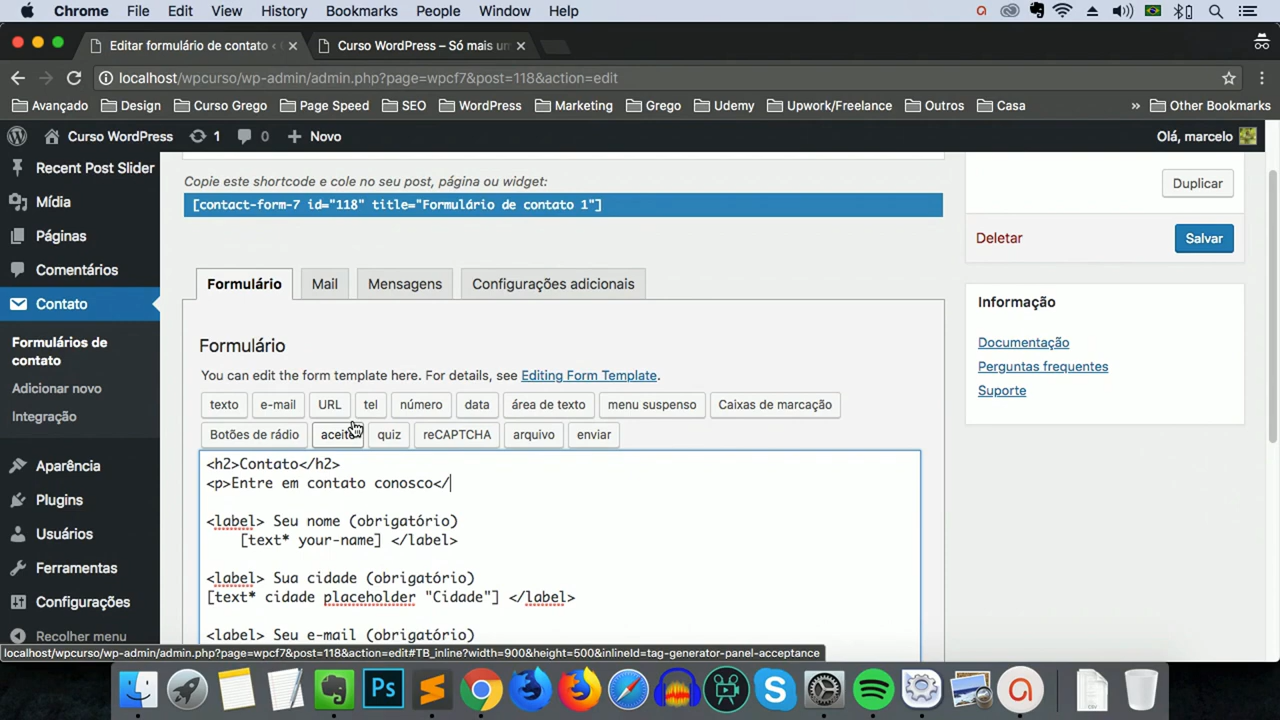 Chrome File Edit View History Bookmarks People Window Help
Editar formulário de contato ‹ C
Curso WordPress – Só mais um
localhost/wpcurso/wp-admin/admin.php?page=wpcf7&post=118&action=edit
Avançado Design Curso Grego Page Speed SEO WordPress Marketing Grego Udemy Upwork/Freelance Outros Casa » Other Bookmarks
Curso WordPress 1 0 Novo Olá, marcelo
Recent Post Slider
Mídia
Páginas
Comentários
Contato
Formulários de
contato
Adicionar novo
Integração
Aparência
Plugins
Usuários
Ferramentas
Configurações
Recolher menu
Copie este shortcode e cole no seu post, página ou widget:
[contact-form-7 id="118" title="Formulário de contato 1"]
Formulário Mail Mensagens Configurações adicionais
Formulário
You can edit the form template here. For details, see Editing Form Template.
texto e-mail URL tel número data área de texto menu suspenso Caixas de marcação
Botões de rádio aceite quiz reCAPTCHA arquivo enviar
<h2>Contato</h2>
<p>Entre em contato conosco</
<label> Seu nome (obrigatório)
[text* your-name] </label>
<label> Sua cidade (obrigatório)
[text* cidade placeholder "Cidade"] </label>
<label> Seu e-mail (obrigatório)
Duplicar
Deletar Salvar
Informação
Documentação
Perguntas frequentes
Suporte
localhost/wpcurso/wp-admin/admin.php?page=wpcf7&post=118&action=edit#TB_inline?width=900&height=500&inlineId=tag-generator-panel-acceptance
Ps